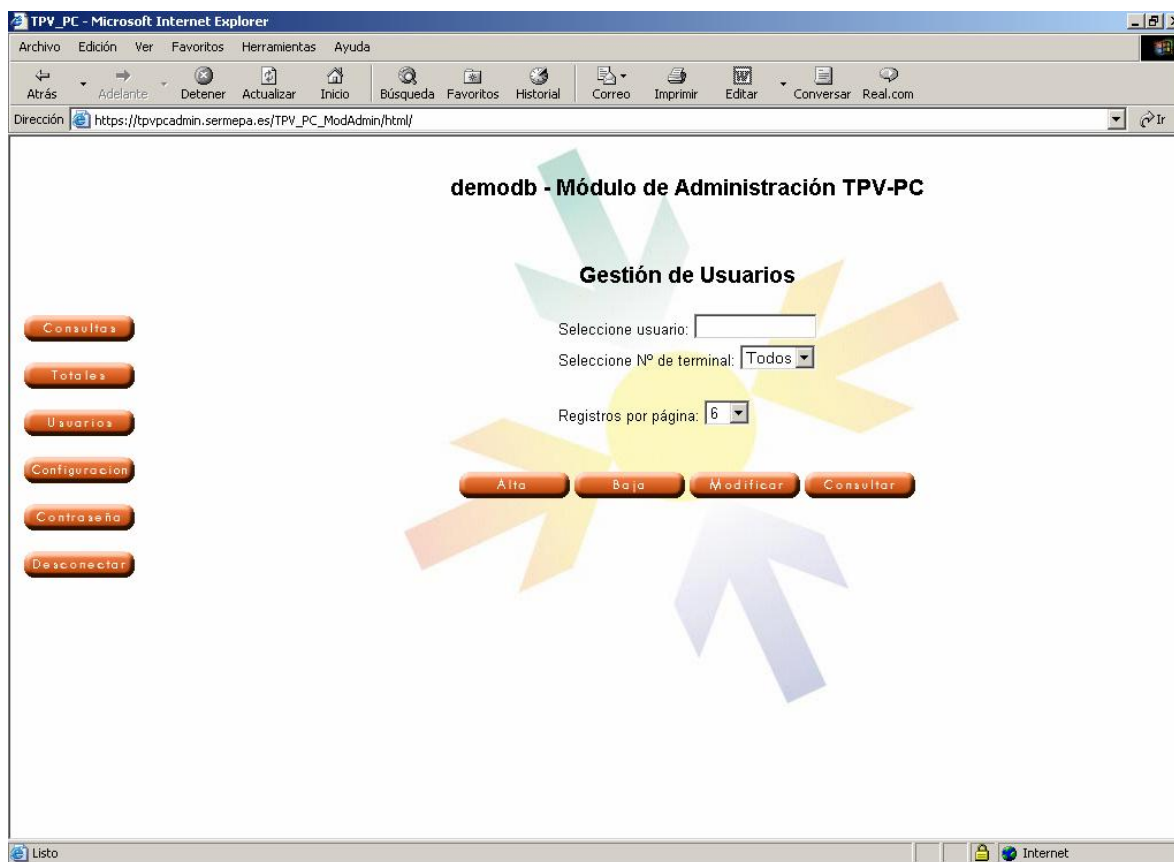 TPV_PC - Microsoft Internet Explorer
Archivo Edición Ver Favoritos Herramientas Ayuda
Atrás Adelante Detener Actualizar Inicio Búsqueda Favoritos Historial Correo Imprimir Editar Conversar Real.com
Dirección https://tpvpcadmin.sermepa.es/TPV_PC_ModAdmin/html/ Ir
demodb - Módulo de Administración TPV-PC
Gestión de Usuarios
Consultas
Seleccione usuario:
Seleccione Nº de terminal: Todos
Totales
Registros por página: 6
Usuarios
Configuracion
Alta Baja Modificar Consultar
Contraseña
Desconectar
Listo Internet